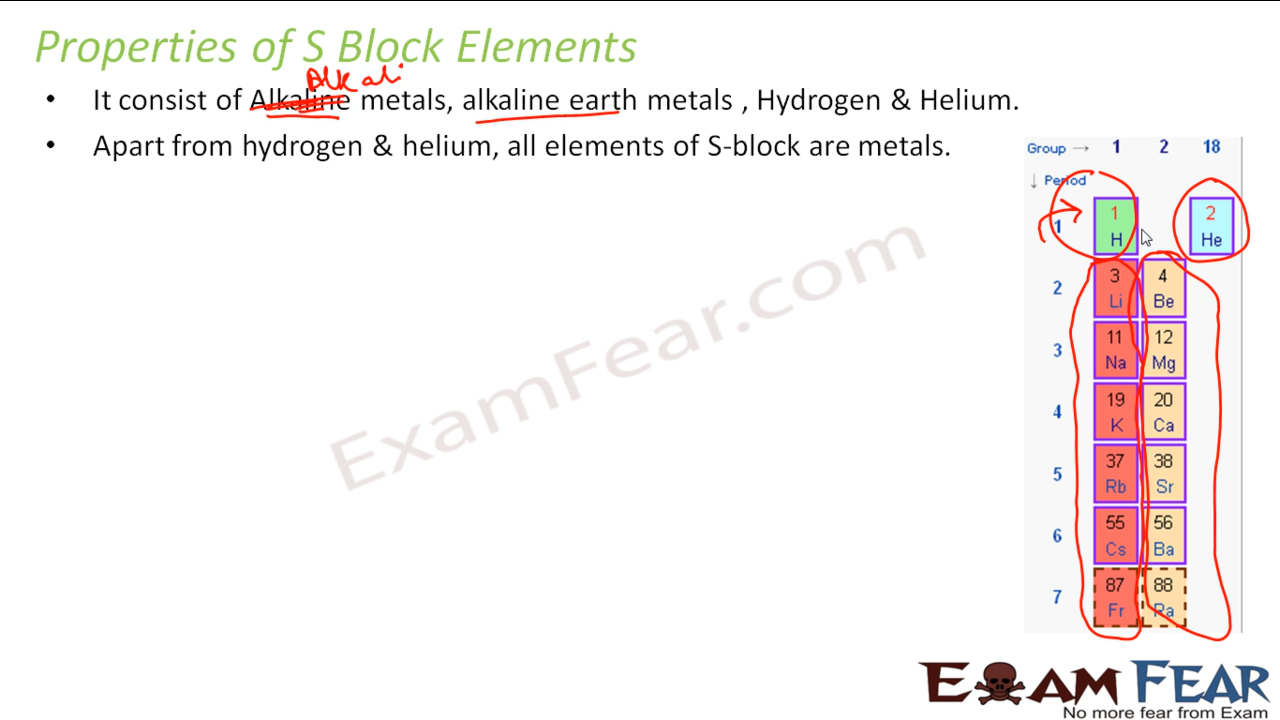 Properties of S Block Elements
Alkali
• It consist of Alkaline metals, alkaline earth metals , Hydrogen & Helium.
• Apart from hydrogen & helium, all elements of S-block are metals.
Group → 1 2 18
↓ Period
1 1 2
H He
2 3 4
Li Be
3 11 12
Na Mg
4 19 20
K Ca
5 37 38
Rb Sr
6 55 56
Cs Ba
7 87 88
Fr Ra
ExamFear.com
EXAM FEAR
No more fear from Exam